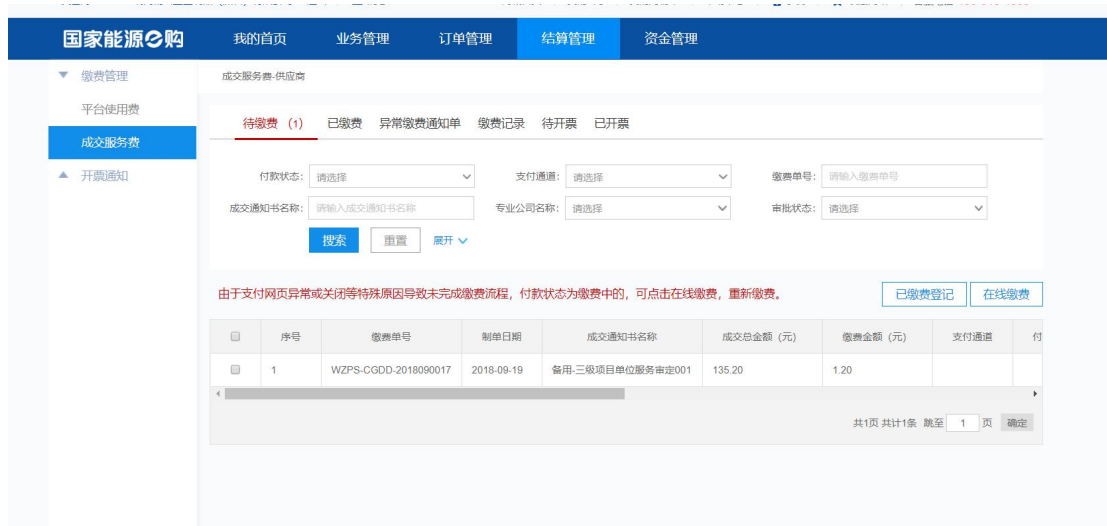 国家能源e购 我的首页 业务管理 订单管理 结算管理 资金管理
缴费管理
平台使用费
成交服务费
开票通知
成交服务费-供应商
待缴费 (1) 已缴费 异常缴费通知单 缴费记录 待开票 已开票
付款状态: 请选择 支付通道: 请选择 缴费单号: 请输入缴费单号
成交通知书名称: 请输入成交通知书名称 专业公司名称: 请选择 审批状态: 请选择
搜索 重置 展开
由于支付网页异常或关闭等特殊原因导致未完成缴费流程，付款状态为缴费中的，可点击在线缴费，重新缴费。 已缴费登记 在线缴费
序号 缴费单号 制单日期 成交通知书名称 成交总金额 (元) 缴费金额 (元) 支付通道 付
1 WZPS-CGDD-2018090017 2018-09-19 备用-三级项目单位服务审定001 135.20 1.20
共1页 共计1条 跳至 1 页 确定